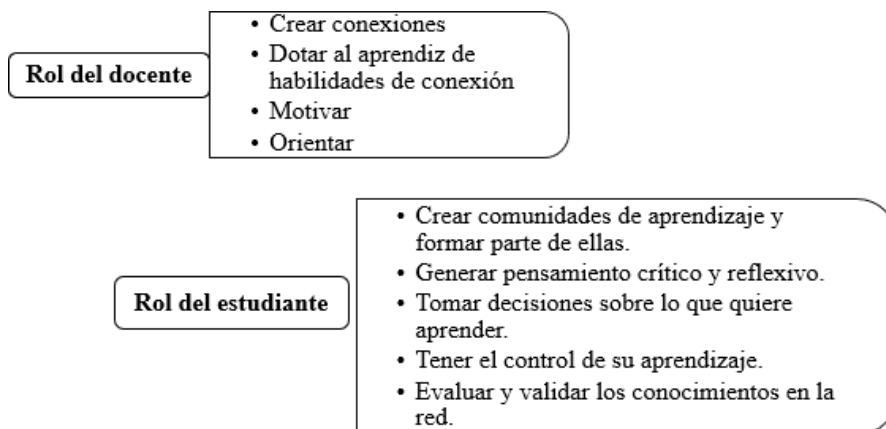 Rol del docente
• Crear conexiones
• Dotar al aprendiz de
habilidades de conexión
• Motivar
• Orientar
Rol del estudiante
• Crear comunidades de aprendizaje y
formar parte de ellas.
• Generar pensamiento crítico y reflexivo.
• Tomar decisiones sobre lo que quiere
aprender.
• Tener el control de su aprendizaje.
• Evaluar y validar los conocimientos en la
red.